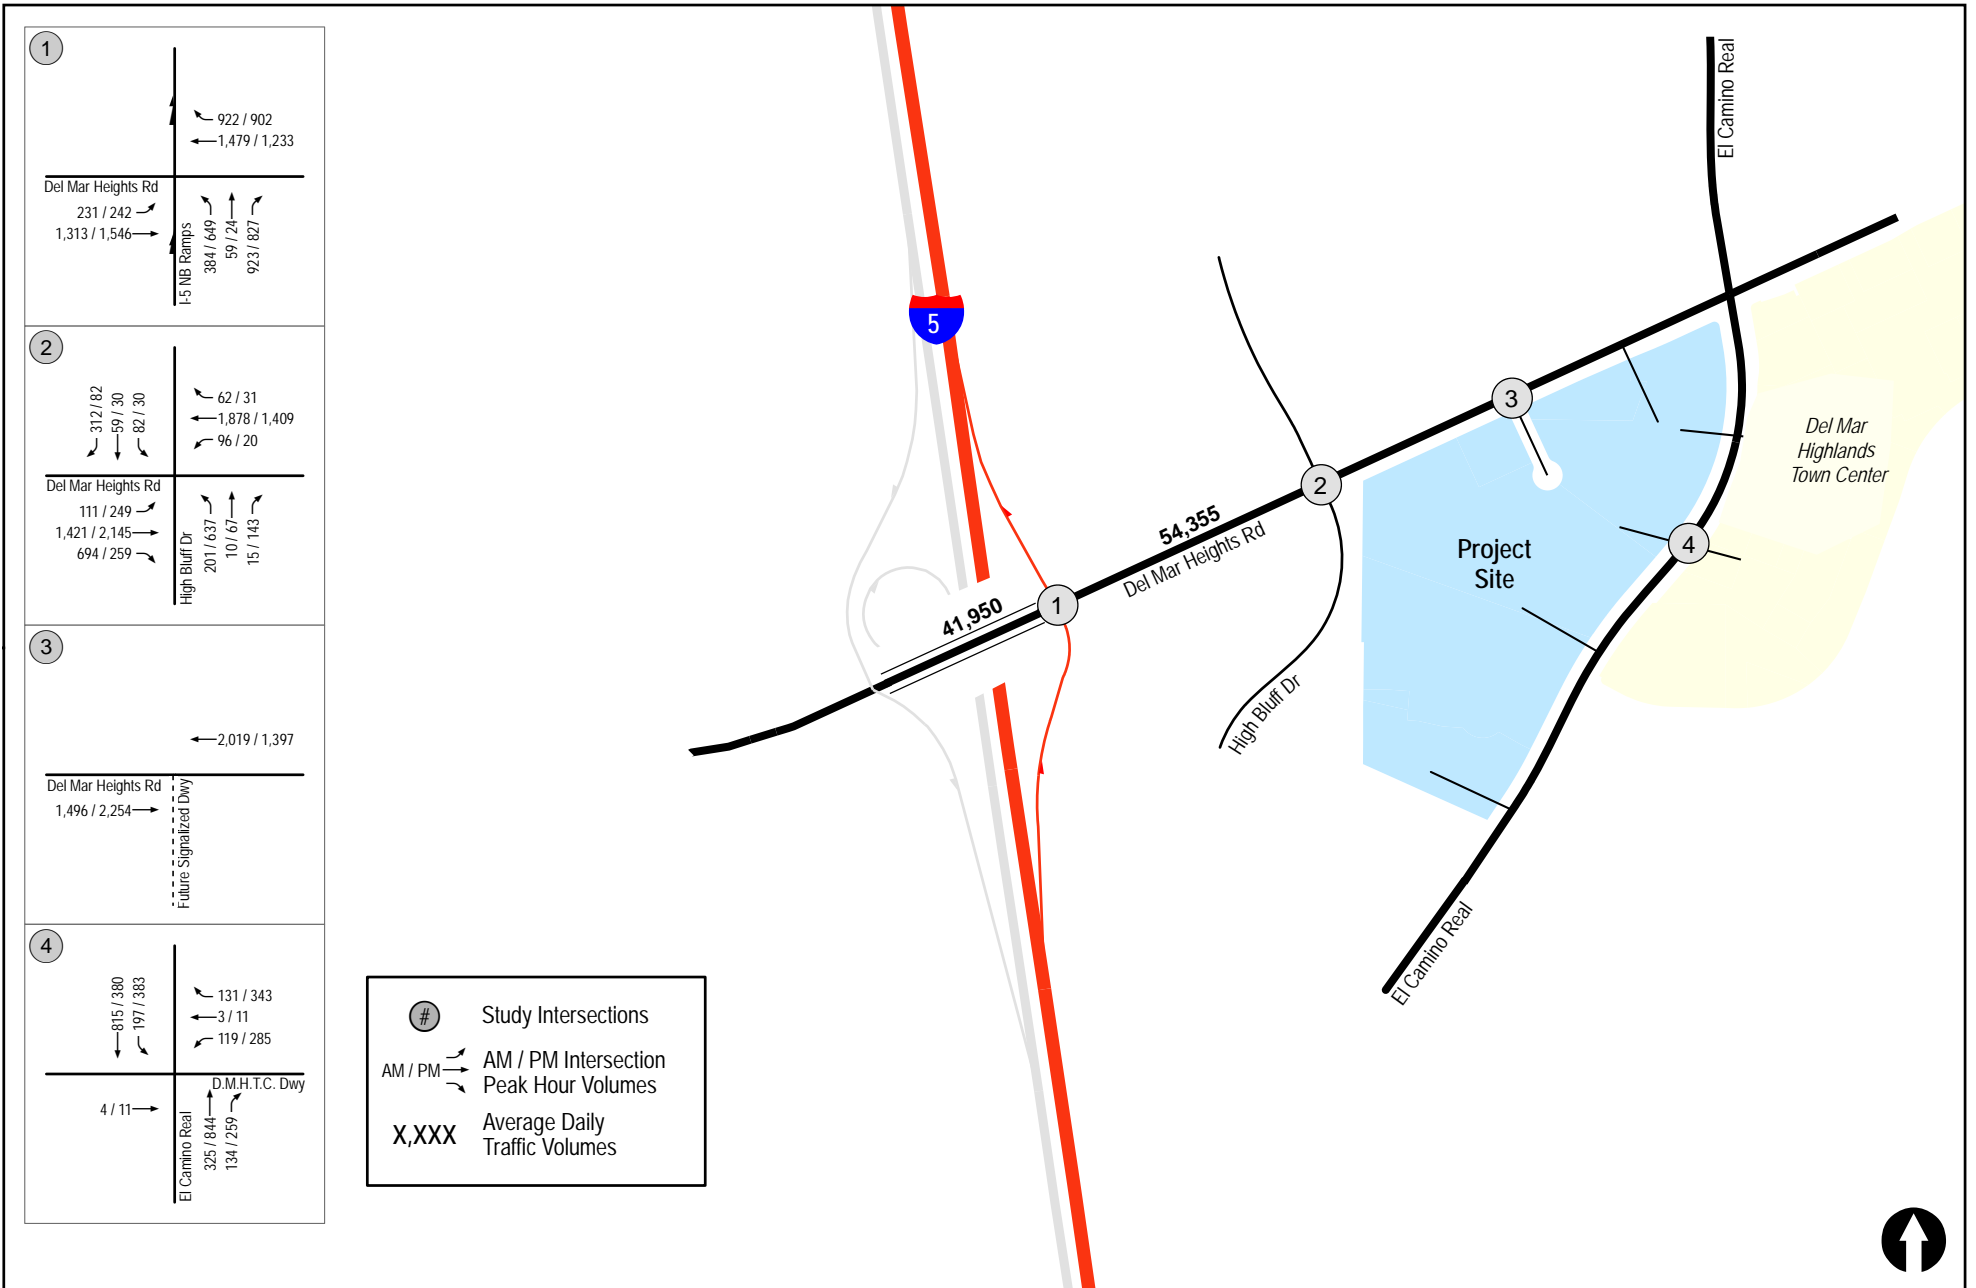 1
922 / 902
1,479 / 1,233
Del Mar Heights Rd
231 / 242
1,313 / 1,546
I-5 NB Ramps
384 / 649
59 / 24
923 / 827
2
312 / 82
59 / 30
82 / 30
62 / 31
1,878 / 1,409
96 / 20
Del Mar Heights Rd
111 / 249
1,421 / 2,145
694 / 259
High Bluff Dr
201 / 637
10 / 67
15 / 143
3
2,019 / 1,397
Del Mar Heights Rd
1,496 / 2,254
Future Signalized Dwy
4
815 / 380
197 / 383
131 / 343
3 / 11
119 / 285
D.M.H.T.C. Dwy
4 / 11
El Camino Real
325 / 844
134 / 259
# Study Intersections
AM / PM
AM / PM Intersection
Peak Hour Volumes
X,XXX
Average Daily
Traffic Volumes
5
41,950
1
54,355
Del Mar Heights Rd
2
High Bluff Dr
3
El Camino Real
Project
Site
4
Del Mar
Highlands
Town Center
El Camino Real